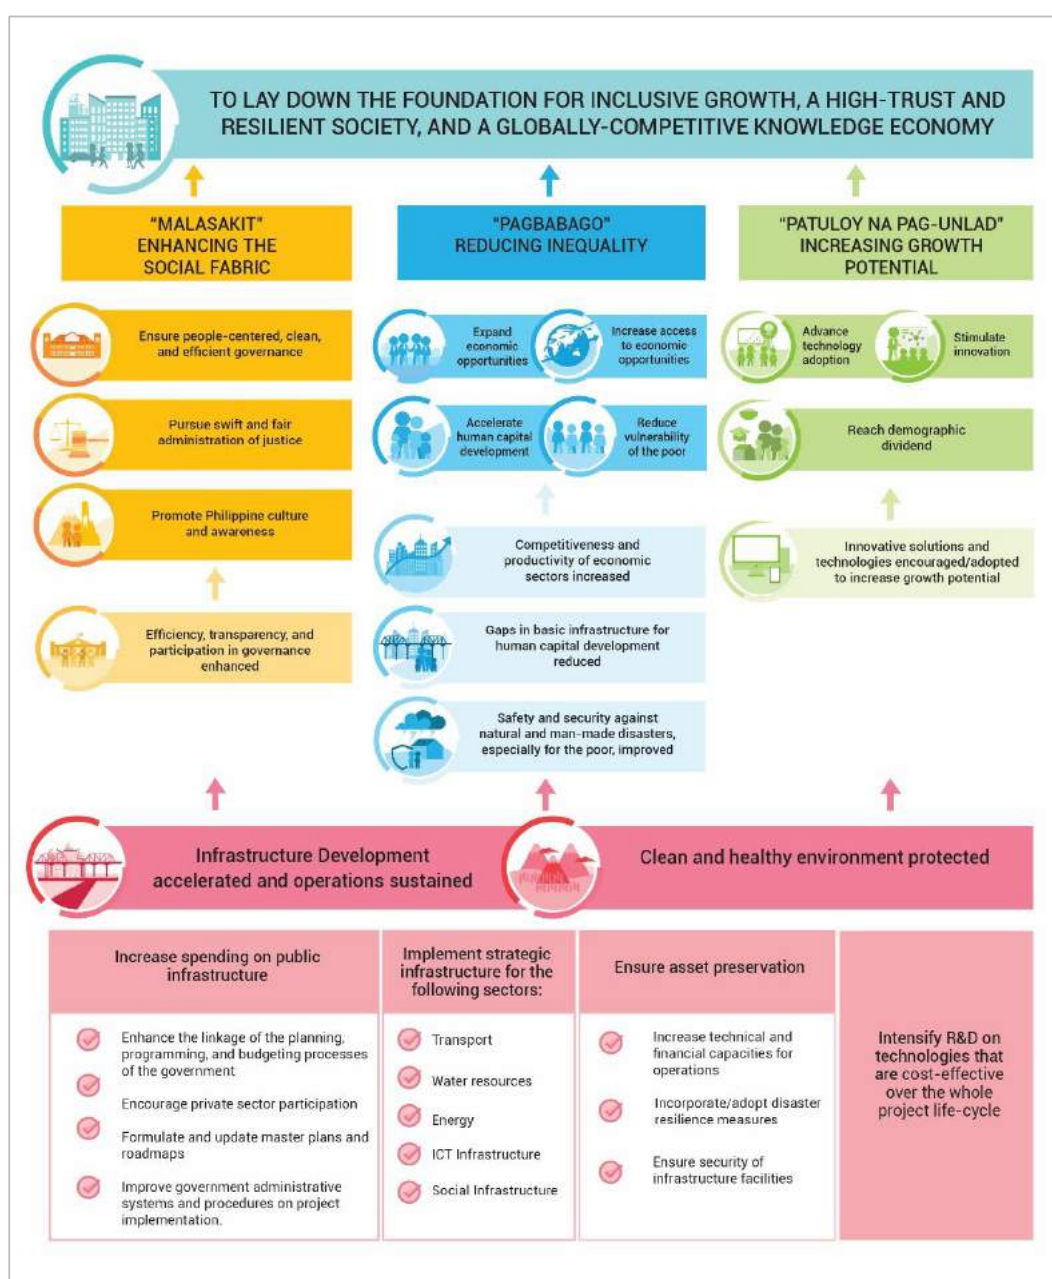 TO LAY DOWN THE FOUNDATION FOR INCLUSIVE GROWTH, A HIGH-TRUST AND
RESILIENT SOCIETY, AND A GLOBALLY-COMPETITIVE KNOWLEDGE ECONOMY
"MALASAKIT"
ENHANCING THE
SOCIAL FABRIC
Ensure people-centered, clean,
and efficient governance
Pursue swift and fair
administration of justice
Promote Philippine culture
and awareness
Efficiency, transparency, and
participation in governance
enhanced
"PAGBABAGO"
REDUCING INEQUALITY
Expand
economic
opportunities
Increase access
to economic
opportunities
Accelerate
human capital
development
Reduce
vulnerability
of the poor
Competitiveness and
productivity of economic
sectors increased
Gaps in basic infrastructure for
human capital development
reduced
Safety and security against
natural and man-made disasters,
especially for the poor, improved
"PATULOY NA PAG-UNLAD"
INCREASING GROWTH
POTENTIAL
Advance
technology
adoption
Stimulate
innovation
Reach demographic
dividend
Innovative solutions and
technologies encouraged/adopted
to increase growth potential
Infrastructure Development
accelerated and operations sustained
Clean and healthy environment protected
Increase spending on public
infrastructure
Enhance the linkage of the planning,
programming, and budgeting processes
of the government
Encourage private sector participation
Formulate and update master plans and
roadmaps
Improve government administrative
systems and procedures on project
implementation.
Implement strategic
infrastructure for the
following sectors:
Transport
Water resources
Energy
ICT Infrastructure
Social Infrastructure
Ensure asset preservation
Increase technical and
financial capacities for
operations
Incorporate/adopt disaster
resilience measures
Ensure security of
infrastructure facilities
Intensify R&D on
technologies that
are cost-effective
over the whole
project life-cycle